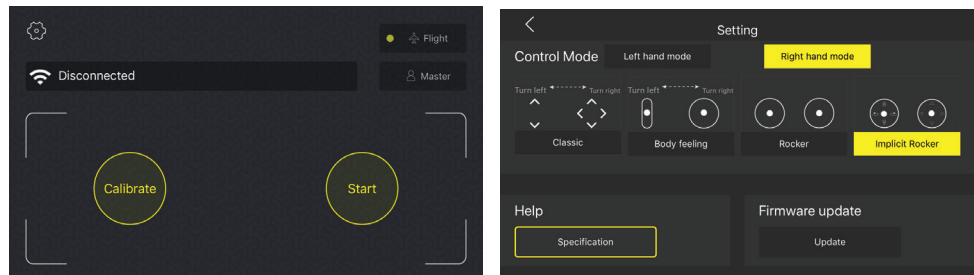 Flight
Disconnected
Master
Calibrate
Start
Setting
Control Mode
Left hand mode
Right hand mode
Turn left
Turn right
Turn left
Turn right
Classic
Body feeling
Rocker
Implicit Rocker
Help
Firmware update
Specification
Update